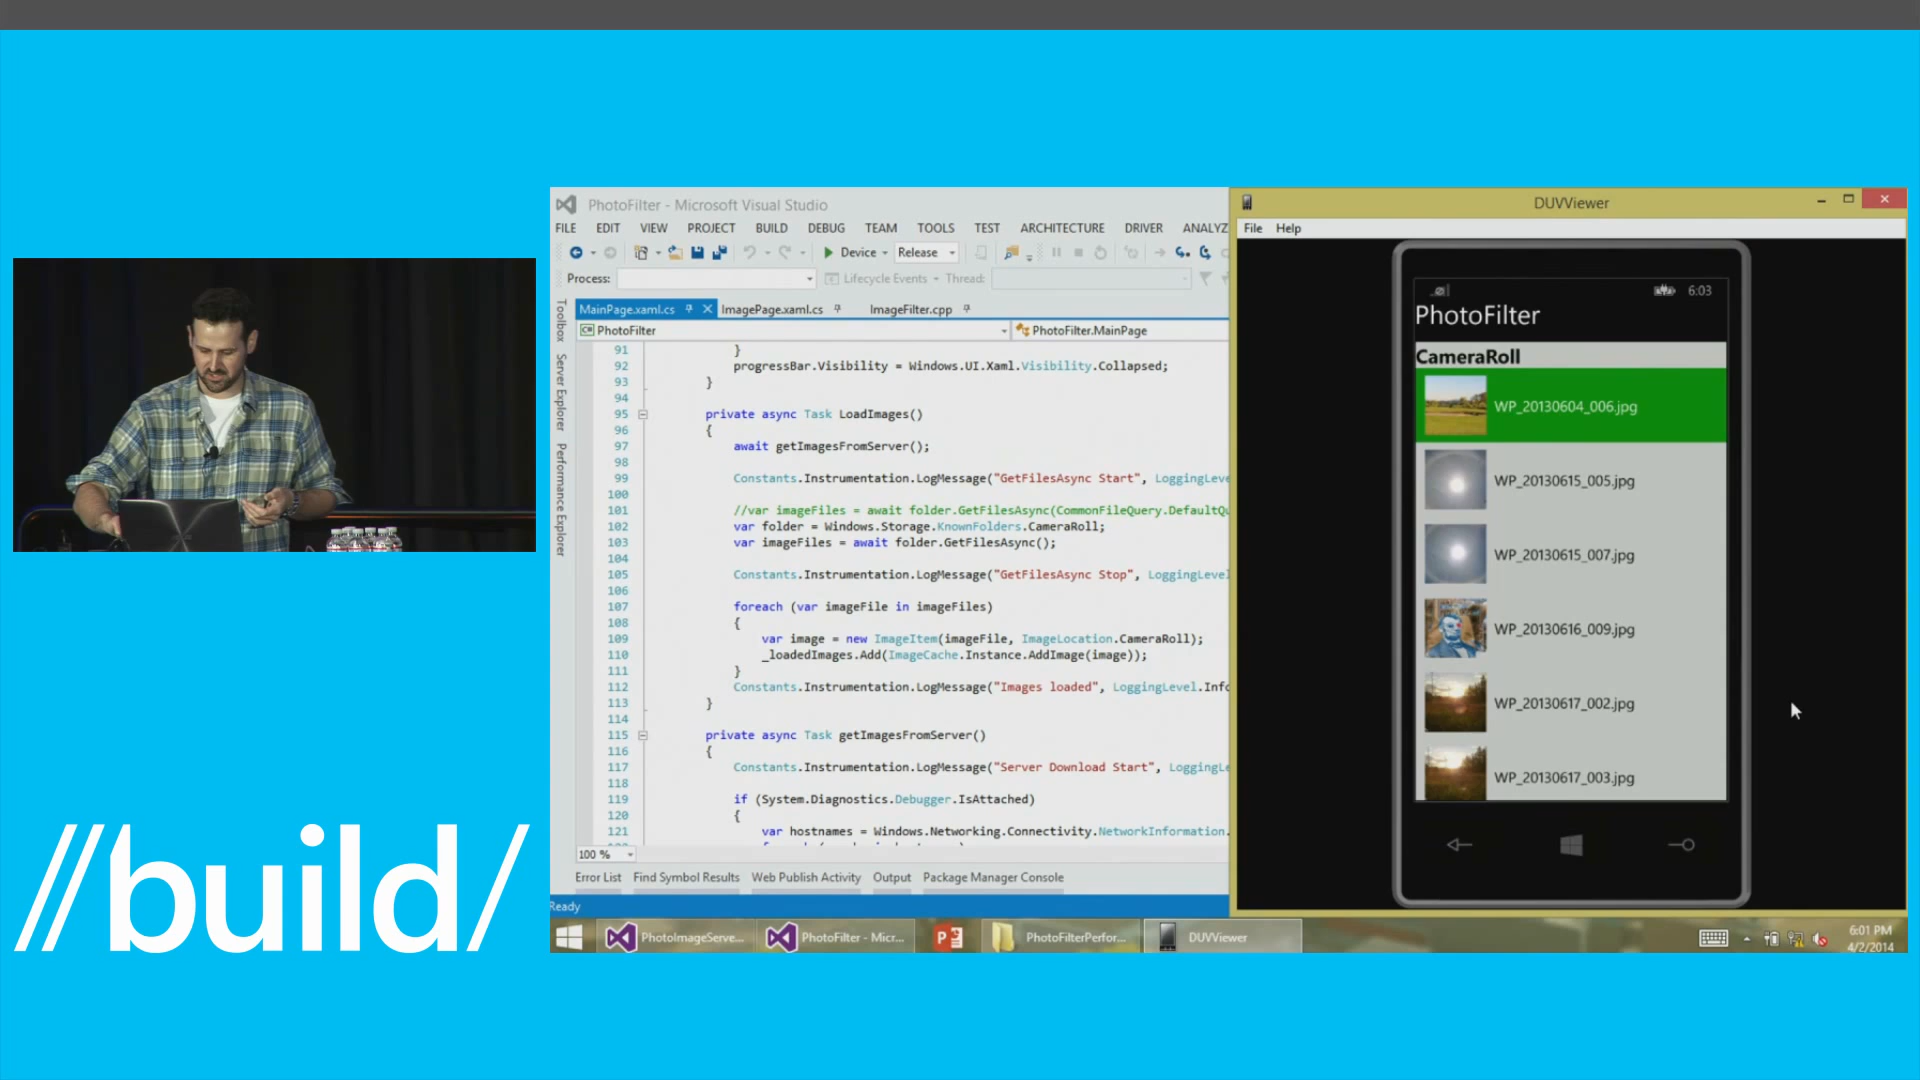 //build/
PhotoFilter - Microsoft Visual Studio
FILE EDIT VIEW PROJECT BUILD DEBUG TEAM TOOLS TEST ARCHITECTURE DRIVER ANALYZ
Device Release
Process: Lifecycle Events Thread:
MainPage.xaml.cs ImagePage.xaml.cs ImageFilter.cpp
PhotoFilter PhotoFilter.MainPage
Toolbox
Server Explorer
Performance Explorer
91 }
92 progressBar.Visibility = Windows.UI.Xaml.Visibility.Collapsed;
93 }
94
95 private async Task LoadImages()
96 {
97 await getImagesFromServer();
98
99 Constants.Instrumentation.LogMessage("GetFilesAsync Start", LoggingLeve
100
101 //var imageFiles = await folder.GetFilesAsync(CommonFileQuery.DefaultQu
102 var folder = Windows.Storage.KnownFolders.CameraRoll;
103 var imageFiles = await folder.GetFilesAsync();
104
105 Constants.Instrumentation.LogMessage("GetFilesAsync Stop", LoggingLevel
106
107 foreach (var imageFile in imageFiles)
108 {
109 var image = new ImageItem(imageFile, ImageLocation.CameraRoll);
110 _loadedImages.Add(ImageCache.Instance.AddImage(image));
111 }
112 Constants.Instrumentation.LogMessage("Images loaded", LoggingLevel.Info
113 }
114
115 private async Task getImagesFromServer()
116 {
117 Constants.Instrumentation.LogMessage("Server Download Start", LoggingLe
118
119 if (System.Diagnostics.Debugger.IsAttached)
120 {
121 var hostnames = Windows.Networking.Connectivity.NetworkInformation.
100 %
Error List Find Symbol Results Web Publish Activity Output Package Manager Console
Ready
DUVViewer
File Help
6:03
PhotoFilter
CameraRoll
WP_20130604_006.jpg
WP_20130615_005.jpg
WP_20130615_007.jpg
WP_20130616_009.jpg
WP_20130617_002.jpg
WP_20130617_003.jpg
PhotoImageServe... PhotoFilter - Micr... PhotoFilterPerfor... DUVViewer
6:01 PM
4/2/2014